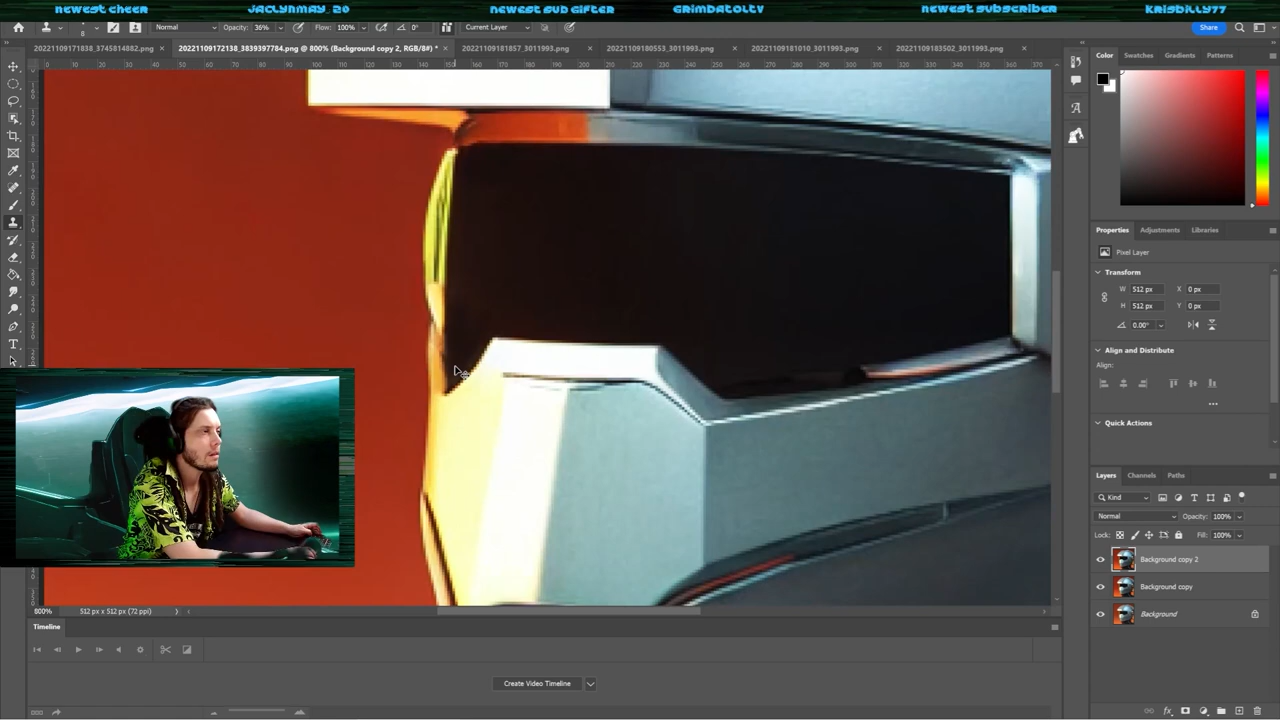 newest cheer JACLYNMAY_20 newest sub gifter GRIMBATOLTV newest subscriber KRISBILLY77
8 Normal Opacity: 36% Flow: 100% 0° Current Layer Share
20221109171838_3745814882.png × 20221109172138_3839397784.png @ 800% (Background copy 2, RGB/8#) * × 20221109181857_3011993.png × 20221109180553_3011993.png × 20221109181010_3011993.png × 20221109183502_3011993.png ×
Color Swatches Gradients Patterns
Properties Adjustments Libraries
Pixel Layer
Transform
W 512 px X 0 px
H 512 px Y 0 px
0.00°
Align and Distribute
Align:
Quick Actions
Layers Channels Paths
Kind
Normal Opacity: 100%
Lock: Fill: 100%
Background copy 2
Background copy
Background
800% 512 px x 512 px (72 ppi)
Timeline
Create Video Timeline